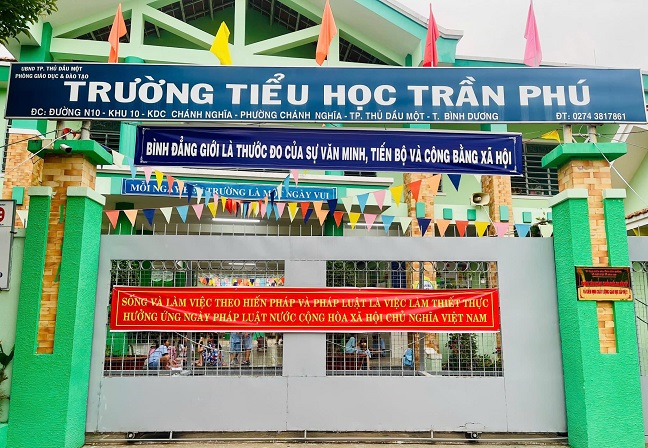 UBND TP. THỦ DẦU MỘT
PHÒNG GIÁO DỤC & ĐÀO TẠO
TRƯỜNG TIỂU HỌC TRẦN PHÚ
ĐC: ĐƯỜNG N10 - KHU 10 - KDC CHÁNH NGHĨA - PHƯỜNG CHÁNH NGHĨA - TP. THỦ DẦU MỘT - T. BÌNH DƯƠNG ĐT: 0274 3817861
BÌNH ĐẲNG GIỚI LÀ THƯỚC ĐO CỦA SỰ VĂN MINH, TIẾN BỘ VÀ CÔNG BẰNG XÃ HỘI
MỖI NGÀY TRƯỜNG LÀ MỘT NGÀY VUI
SỐNG VÀ LÀM VIỆC THEO HIẾN PHÁP VÀ PHÁP LUẬT LÀ VIỆC LÀM THIẾT THỰC
HƯỞNG ỨNG NGÀY PHÁP LUẬT NƯỚC CỘNG HÒA XÃ HỘI CHỦ NGHĨA VIỆT NAM